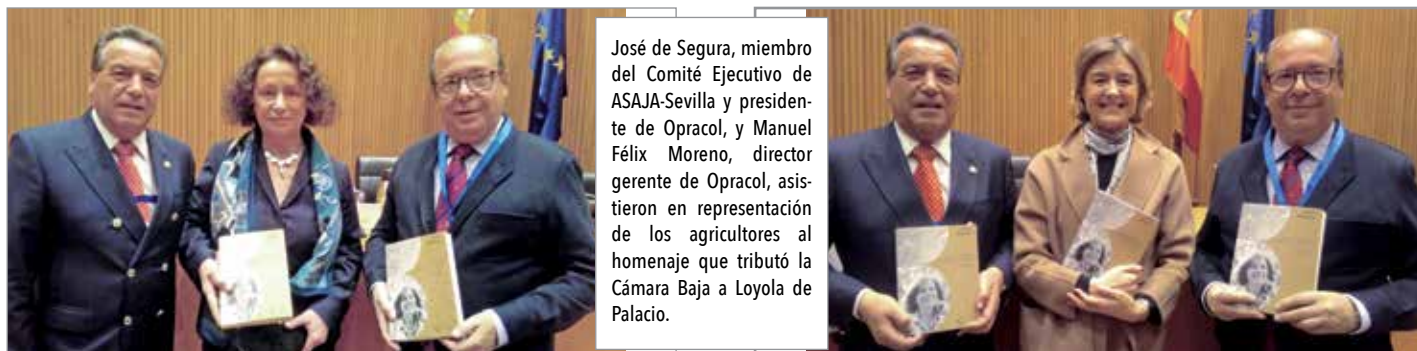 José de Segura, miembro
del Comité Ejecutivo de
ASAJA-Sevilla y presiden-
te de Opracol, y Manuel
Félix Moreno, director
gerente de Opracol, asis-
tieron en representación
de los agricultores al
homenaje que tributó la
Cámara Baja a Loyola de
Palacio.